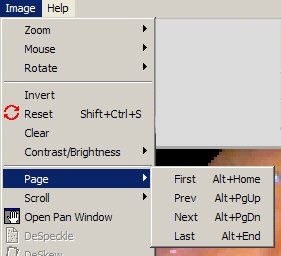 Image Help
Zoom
Mouse
Rotate
Invert
Reset Shift+Ctrl+S
Clear
Contrast/Brightness
Page
Scroll
Open Pan Window
DeSpeckle
DeSkew
First Alt+Home
Prev Alt+PgUp
Next Alt+PgDn
Last Alt+End